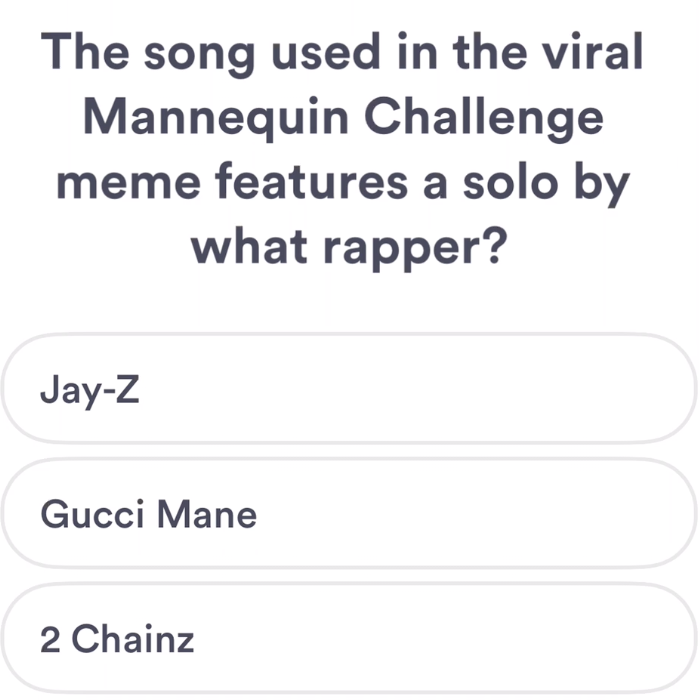 The song used in the viral
Mannequin Challenge
meme features a solo by
what rapper?
Jay-Z
Gucci Mane
2 Chainz